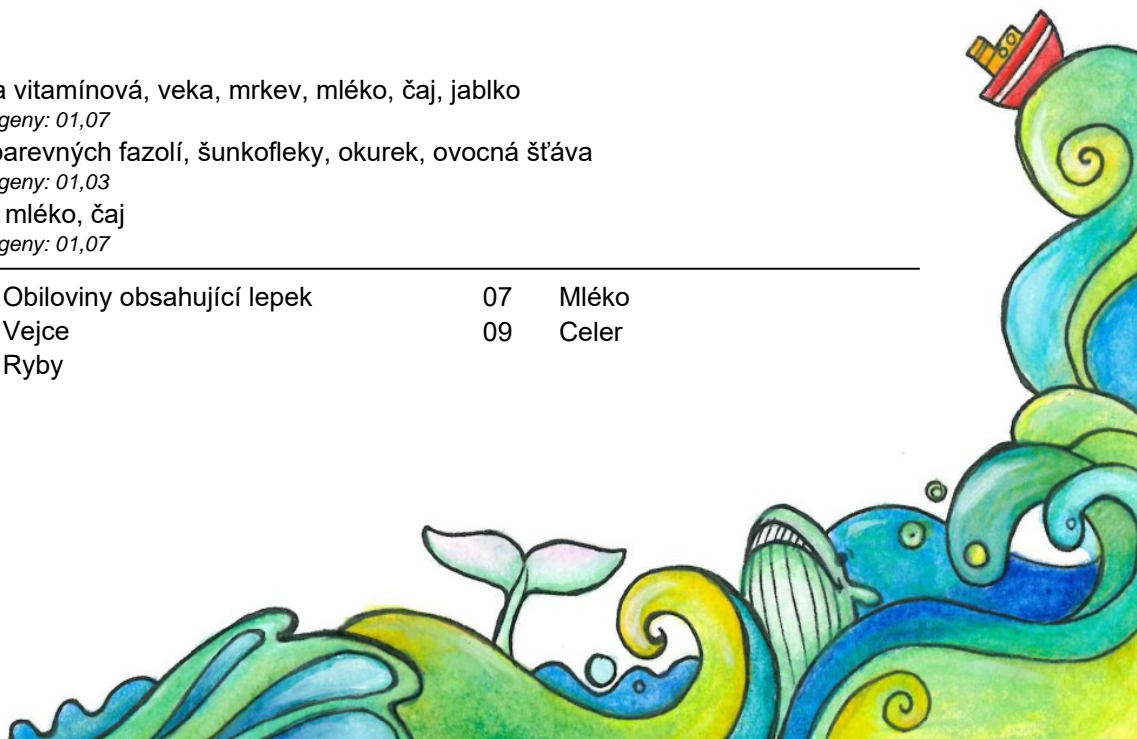 a vitamínová, veka, mrkev, mléko, čaj, jablko
geny: 01,07
barevných fazolí, šunkofleky, okurek, ovocná šťáva
geny: 01,03
mléko, čaj
geny: 01,07
Obiloviny obsahující lepek 07 Mléko
Vejce 09 Celer
Ryby